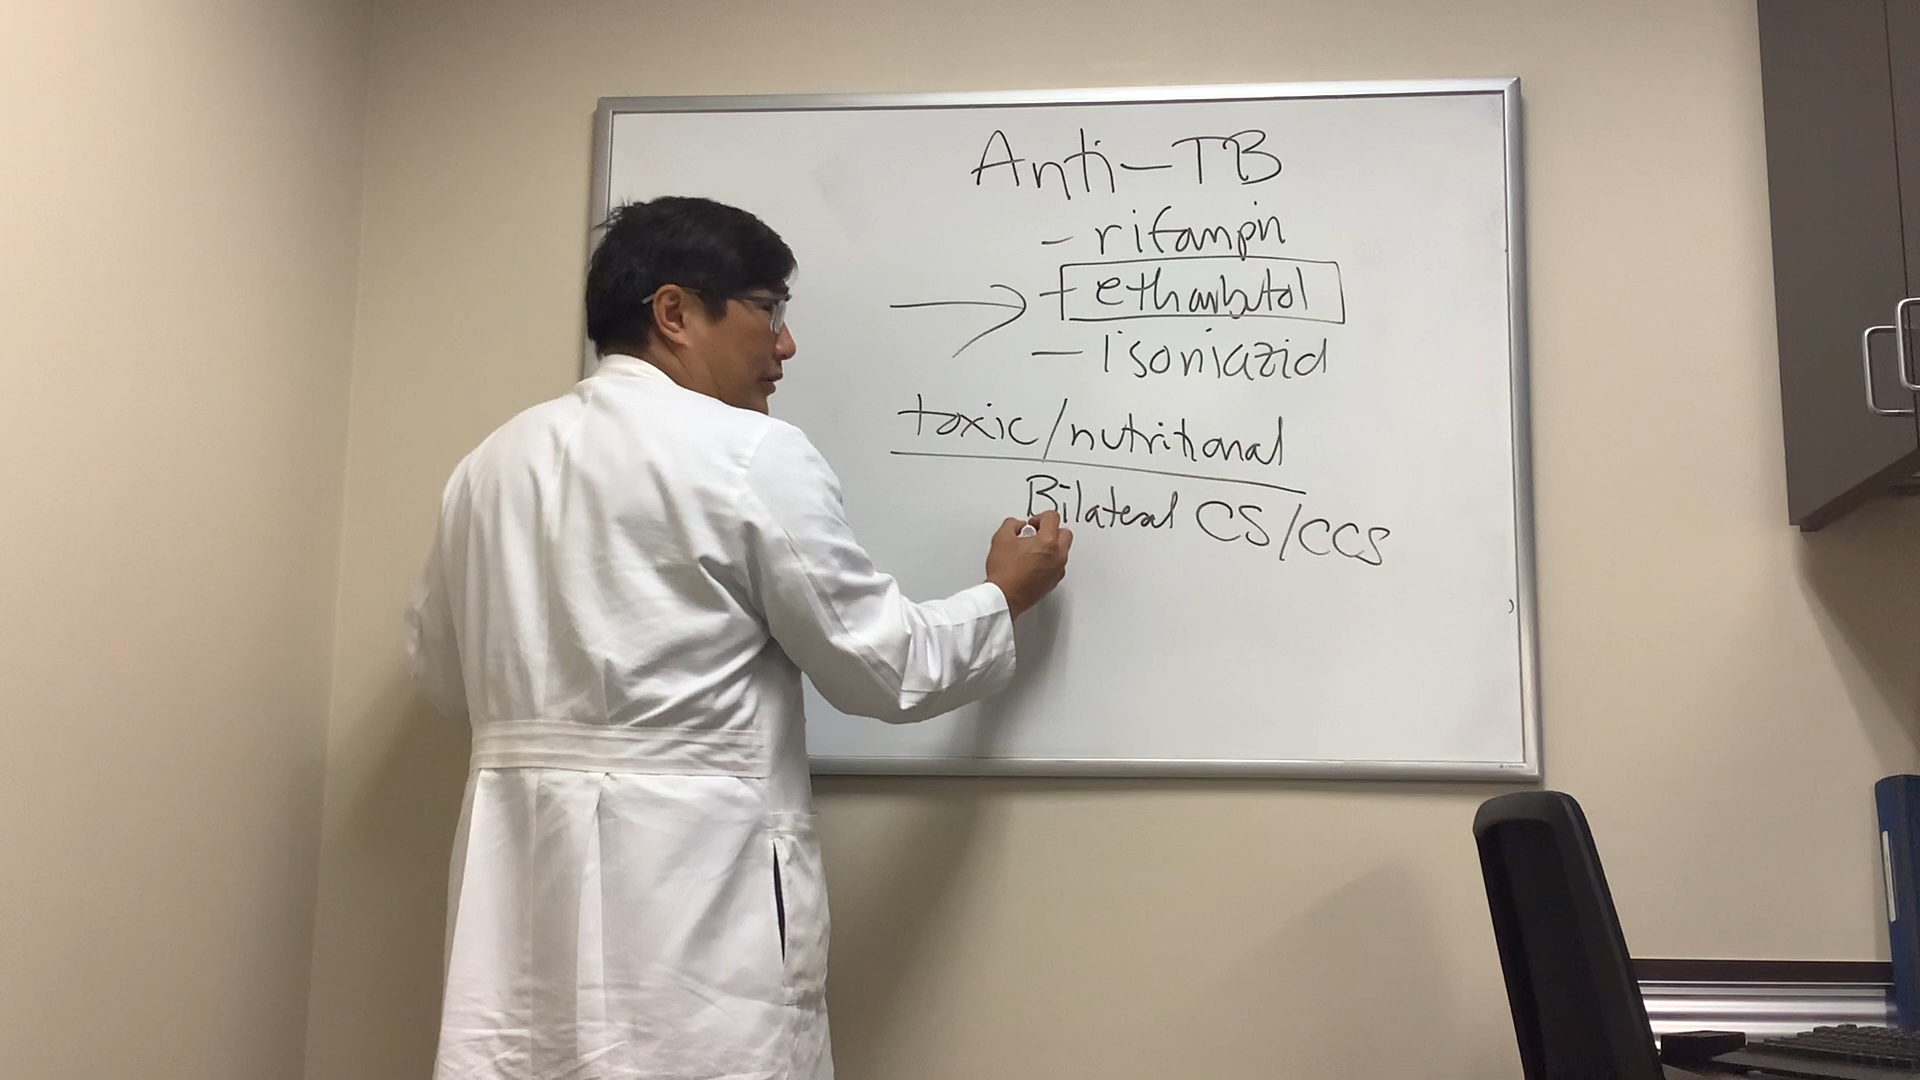 Anti-TB
- rifampin
- ethambutol
- isoniazid
toxic/nutritional
Bilateral CS/CCS